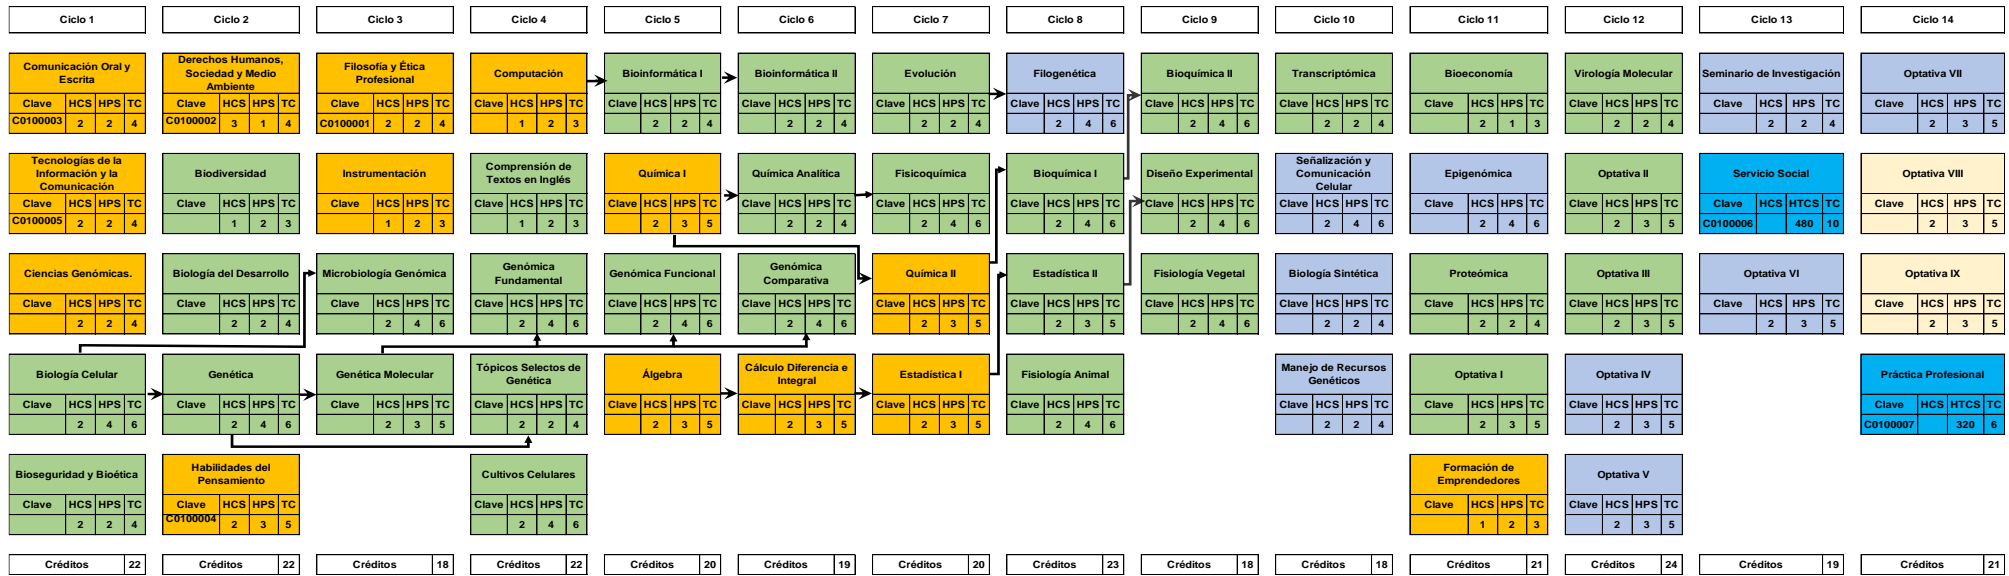 Ciclo 1 Ciclo 2 Ciclo 3 Ciclo 4 Ciclo 5 Ciclo 6 Ciclo 7 Ciclo 8 Ciclo 9 Ciclo 10 Ciclo 11 Ciclo 12 Ciclo 13 Ciclo 14
Comunicación Oral y
Escrita
Clave HCS HPS TC
C0100003 2 2 4
Derechos Humanos,
Sociedad y Medio
Ambiente
Clave HCS HPS TC
C0100002 3 1 4
Filosofía y Ética
Profesional
Clave HCS HPS TC
C0100001 2 2 4
Computación
Clave HCS HPS TC
1 2 3
Bioinformática I
Clave HCS HPS TC
2 2 4
Bioinformática II
Clave HCS HPS TC
2 2 4
Evolución
Clave HCS HPS TC
2 2 4
Filogenética
Clave HCS HPS TC
2 4 6
Bioquímica II
Clave HCS HPS TC
2 4 6
Transcriptómica
Clave HCS HPS TC
2 2 4
Bioeconomía
Clave HCS HPS TC
2 1 3
Virología Molecular
Clave HCS HPS TC
2 2 4
Seminario de Investigación
Clave HCS HPS TC
2 2 4
Optativa VII
Clave HCS HPS TC
2 3 5
Tecnologías de la
Información y la
Comunicación
Clave HCS HPS TC
C0100005 2 2 4
Biodiversidad
Clave HCS HPS TC
1 2 3
Instrumentación
Clave HCS HPS TC
1 2 3
Comprensión de
Textos en Inglés
Clave HCS HPS TC
1 2 3
Química I
Clave HCS HPS TC
2 3 5
Química Analítica
Clave HCS HPS TC
2 2 4
Fisicoquímica
Clave HCS HPS TC
2 4 6
Bioquímica I
Clave HCS HPS TC
2 4 6
Diseño Experimental
Clave HCS HPS TC
2 4 6
Señalización y
Comunicación
Celular
Clave HCS HPS TC
2 4 6
Epigenómica
Clave HCS HPS TC
2 4 6
Optativa II
Clave HCS HPS TC
2 3 5
Servicio Social
Clave HCS HTCS TC
C0100006 480 10
Optativa VIII
Clave HCS HPS TC
2 3 5
Ciencias Genómicas.
Clave HCS HPS TC
2 2 4
Biología del Desarrollo
Clave HCS HPS TC
2 2 4
Microbiología Genómica
Clave HCS HPS TC
2 4 6
Genómica
Fundamental
Clave HCS HPS TC
2 4 6
Genómica Funcional
Clave HCS HPS TC
2 4 6
Genómica
Comparativa
Clave HCS HPS TC
2 4 6
Química II
Clave HCS HPS TC
2 3 5
Estadística II
Clave HCS HPS TC
2 3 5
Fisiología Vegetal
Clave HCS HPS TC
2 4 6
Biología Sintética
Clave HCS HPS TC
2 2 4
Proteómica
Clave HCS HPS TC
2 2 4
Optativa III
Clave HCS HPS TC
2 3 5
Optativa VI
Clave HCS HPS TC
2 3 5
Optativa IX
Clave HCS HPS TC
2 3 5
Biología Celular
Clave HCS HPS TC
2 4 6
Genética
Clave HCS HPS TC
2 4 6
Genética Molecular
Clave HCS HPS TC
2 3 5
Tópicos Selectos de
Genética
Clave HCS HPS TC
2 2 4
Álgebra
Clave HCS HPS TC
2 3 5
Cálculo Diferencia e
Integral
Clave HCS HPS TC
2 3 5
Estadística I
Clave HCS HPS TC
2 3 5
Fisiología Animal
Clave HCS HPS TC
2 4 6
Manejo de Recursos
Genéticos
Clave HCS HPS TC
2 2 4
Optativa I
Clave HCS HPS TC
2 3 5
Optativa IV
Clave HCS HPS TC
2 3 5
Práctica Profesional
Clave HCS HTCS TC
C0100007 320 6
Bioseguridad y Bioética
Clave HCS HPS TC
2 2 4
Habilidades del
Pensamiento
Clave HCS HPS TC
C0100004 2 3 5
Cultivos Celulares
Clave HCS HPS TC
2 4 6
Formación de
Emprendedores
Clave HCS HPS TC
1 2 3
Optativa V
Clave HCS HPS TC
2 3 5
Créditos 22 Créditos 22 Créditos 18 Créditos 22 Créditos 20 Créditos 19 Créditos 20 Créditos 23 Créditos 18 Créditos 18 Créditos 21 Créditos 24 Créditos 19 Créditos 21